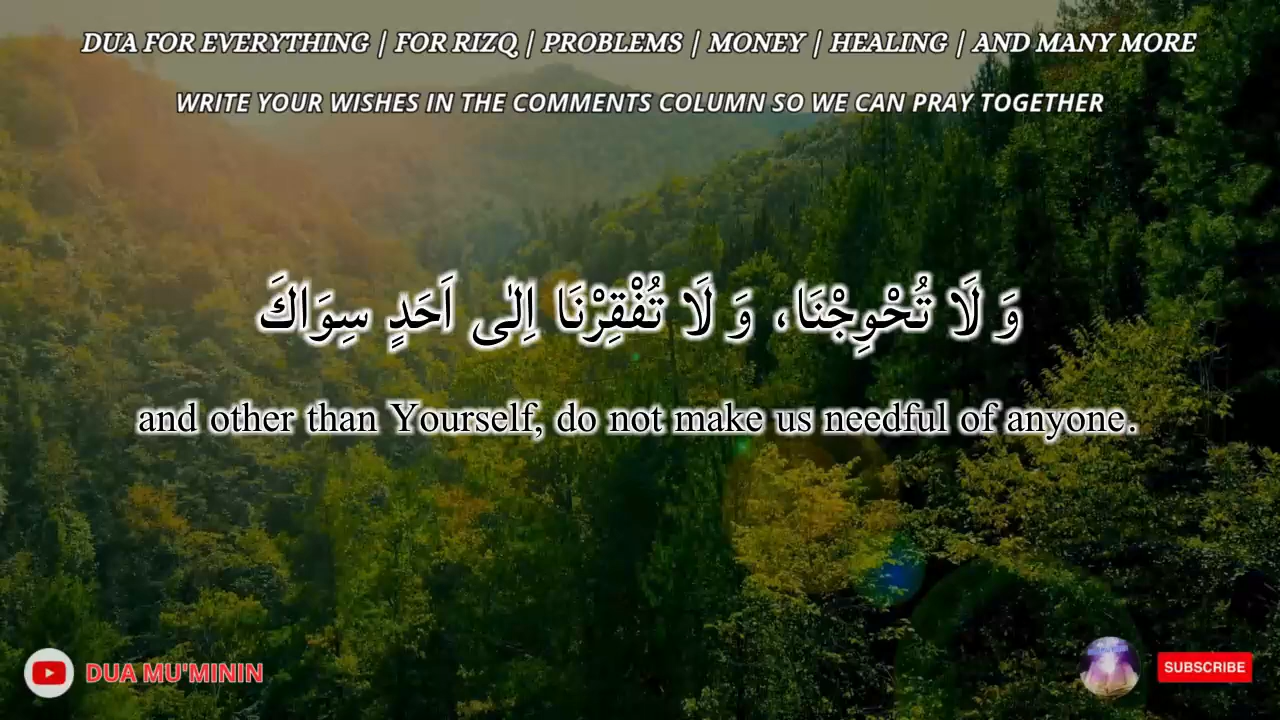 DUA FOR EVERYTHING | FOR RIZQ | PROBLEMS | MONEY | HEALING | AND MANY MORE
WRITE YOUR WISHES IN THE COMMENTS COLUMN SO WE CAN PRAY TOGETHER
وَ لَا تُحْوِجْنَا، وَ لَا تُفْقِرْنَا اِلٰى اَحَدٍ سِوَاكَ
and other than Yourself, do not make us needful of anyone.
DUA MU'MININ
SUBSCRIBE